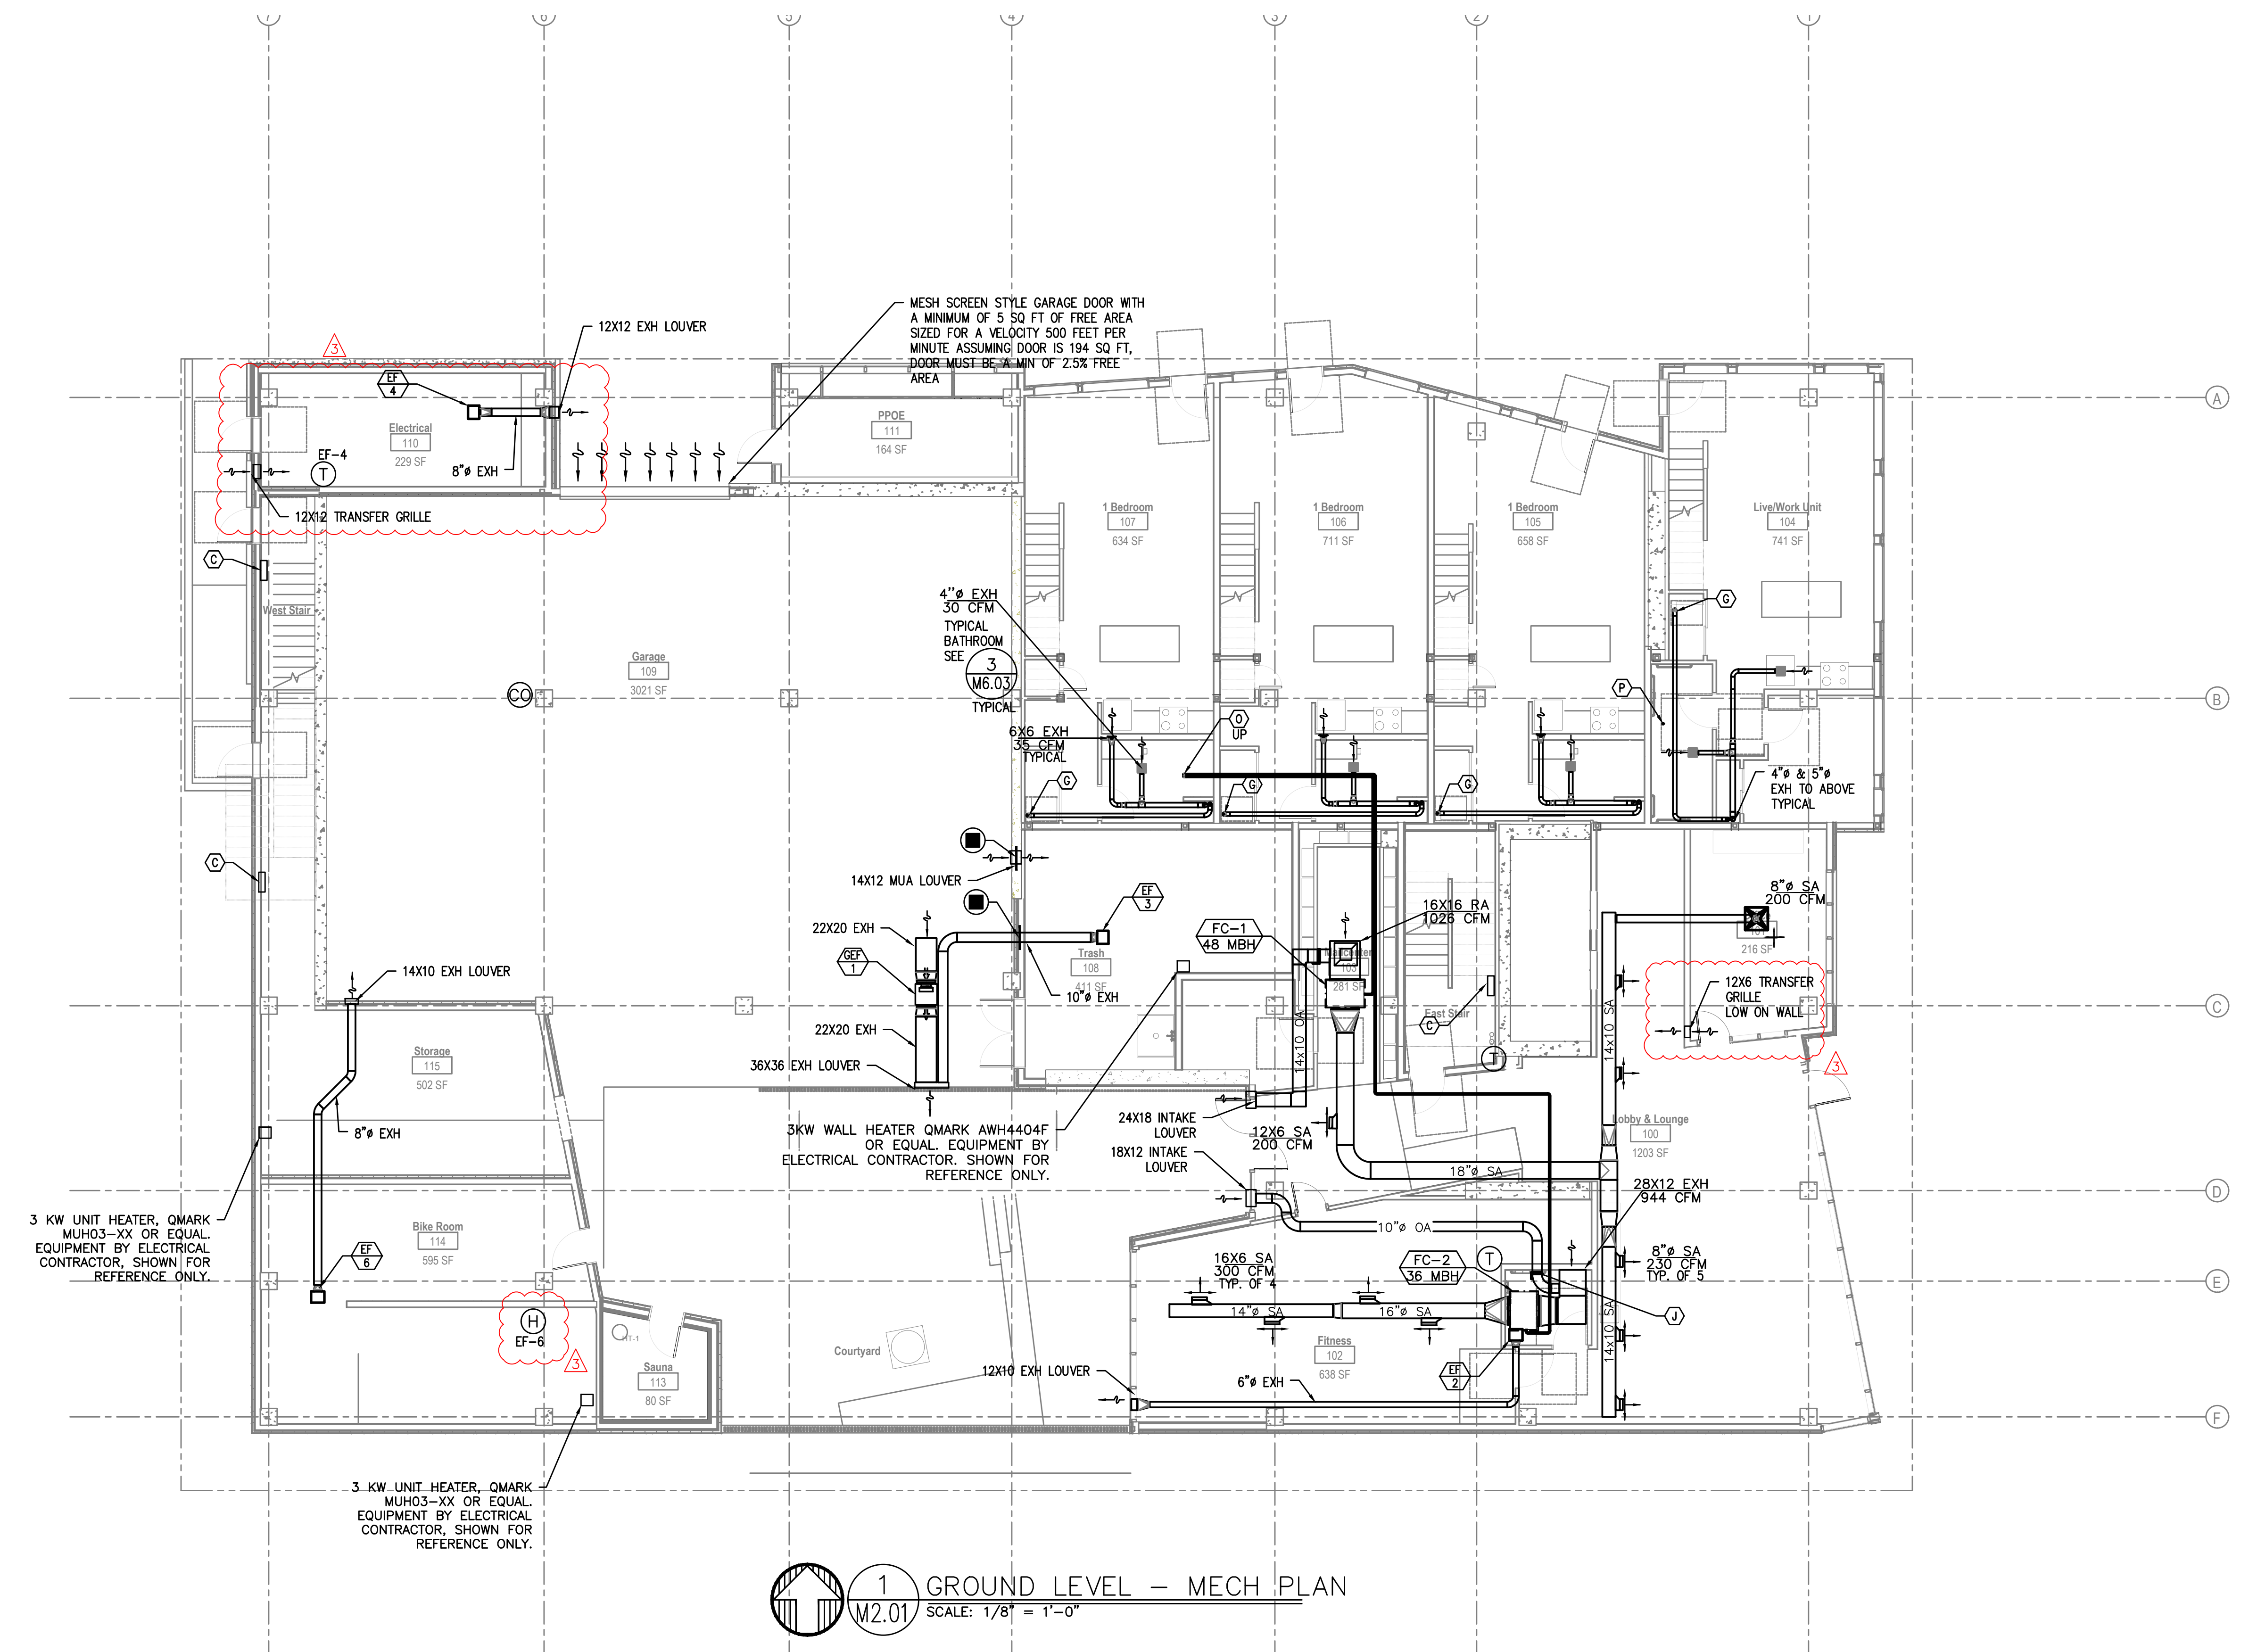 7
6
5
4
3
2
1
MESH SCREEN STYLE GARAGE DOOR WITH
A MINIMUM OF 5 SQ FT OF FREE AREA
SIZED FOR A VELOCITY 500 FEET PER
MINUTE ASSUMING DOOR IS 194 SQ FT,
DOOR MUST BE A MIN OF 2.5% FREE
AREA
12X12 EXH LOUVER
3
EF
4
A
Electrical
110
229 SF
EF-4
T
8"ø EXH
12X12 TRANSFER GRILLE
PPOE
111
164 SF
1 Bedroom
107
634 SF
1 Bedroom
106
711 SF
1 Bedroom
105
658 SF
Live/Work Unit
104
741 SF
C
West Stair
4"ø EXH
30 CFM
TYPICAL
BATHROOM
SEE
3
M6.03
TYPICAL
G
Garage
109
3021 SF
CO
P
B
6X6 EXH
35 CFM
TYPICAL
O
UP
G
G
G
4"ø & 5"ø
EXH TO ABOVE
TYPICAL
C
14X12 MUA LOUVER
EF
3
22X20 EXH
GEF
1
FC-1
48 MBH
16X16 RA
1026 CFM
8"ø SA
200 CFM
216 SF
Trash
108
411 SF
10"ø EXH
103
281 SF
14X10 EXH LOUVER
12X6 TRANSFER
GRILLE
LOW ON WALL
3
East Stair
C
T
C
22X20 EXH
14x10 OA
14x10 SA
36X36 EXH LOUVER
Storage
115
502 SF
8"ø EXH
24X18 INTAKE
LOUVER
12X6 SA
200 CFM
18X12 INTAKE
LOUVER
Lobby & Lounge
100
1203 SF
3KW WALL HEATER QMARK AWH4404F
OR EQUAL. EQUIPMENT BY
ELECTRICAL CONTRACTOR. SHOWN FOR
REFERENCE ONLY.
18"ø SA
28X12 EXH
944 CFM
D
3 KW UNIT HEATER, QMARK
MUH03-XX OR EQUAL.
EQUIPMENT BY ELECTRICAL
CONTRACTOR, SHOWN FOR
REFERENCE ONLY.
Bike Room
114
595 SF
EF
6
10"ø OA
16X6 SA
300 CFM
TYP. OF 4
FC-2
36 MBH
T
8"ø SA
230 CFM
TYP. OF 5
E
14"ø SA
16"ø SA
J
14x10 SA
H
EF-6
3
HT-1
Sauna
113
80 SF
Courtyard
Fitness
102
638 SF
12X10 EXH LOUVER
6"ø EXH
EF
2
F
3 KW UNIT HEATER, QMARK
MUH03-XX OR EQUAL.
EQUIPMENT BY ELECTRICAL
CONTRACTOR, SHOWN FOR
REFERENCE ONLY.
1
M2.01
GROUND LEVEL - MECH PLAN
SCALE: 1/8" = 1'-0"